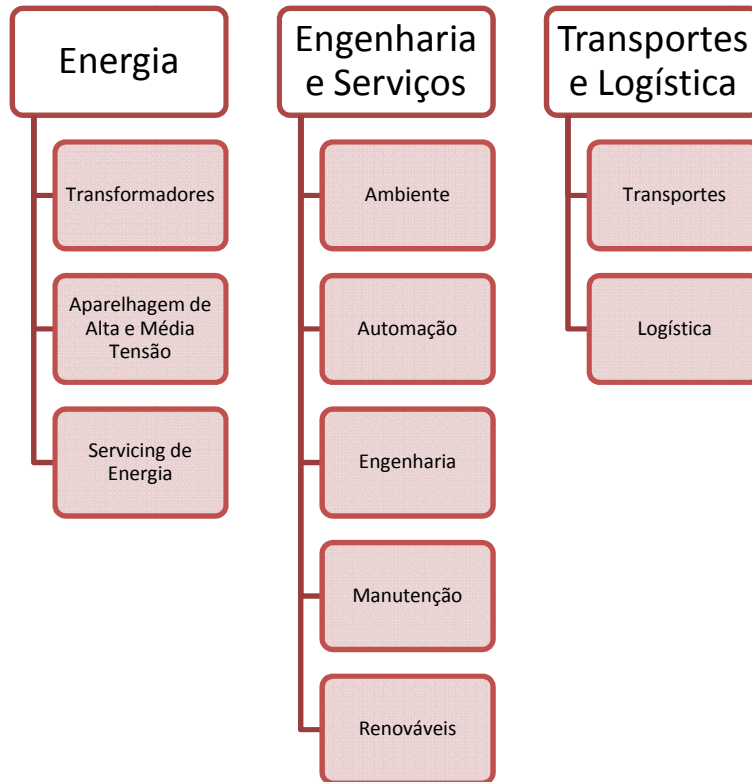 Energia
Transformadores
Aparelhagem de
Alta e Média
Tensão
Servicing de
Energia
Engenharia
e Serviços
Ambiente
Automação
Engenharia
Manutenção
Renováveis
Transportes
e Logística
Transportes
Logística